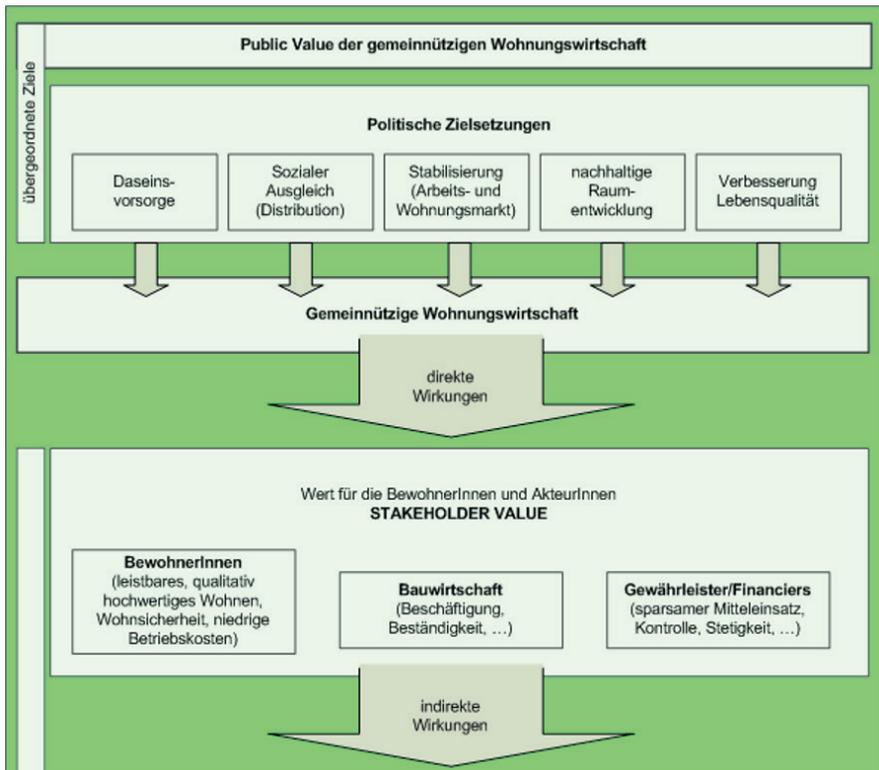 Public Value der gemeinnützigen Wohnungswirtschaft
übergeordnete Ziele
Politische Zielsetzungen
Daseins-
vorsorge
Sozialer
Ausgleich
(Distribution)
Stabilisierung
(Arbeits- und
Wohnungsmarkt)
nachhaltige
Raum-
entwicklung
Verbesserung
Lebensqualität
Gemeinnützige Wohnungswirtschaft
direkte
Wirkungen
Wert für die BewohnerInnen und AkteurInnen
STAKEHOLDER VALUE
BewohnerInnen
(leistbares, qualitativ
hochwertiges Wohnen,
Wohnsicherheit, niedrige
Betriebskosten)
Bauwirtschaft
(Beschäftigung,
Beständigkeit, …)
Gewährleister/Financiers
(sparsamer Mitteleinsatz,
Kontrolle, Stetigkeit, …)
indirekte
Wirkungen